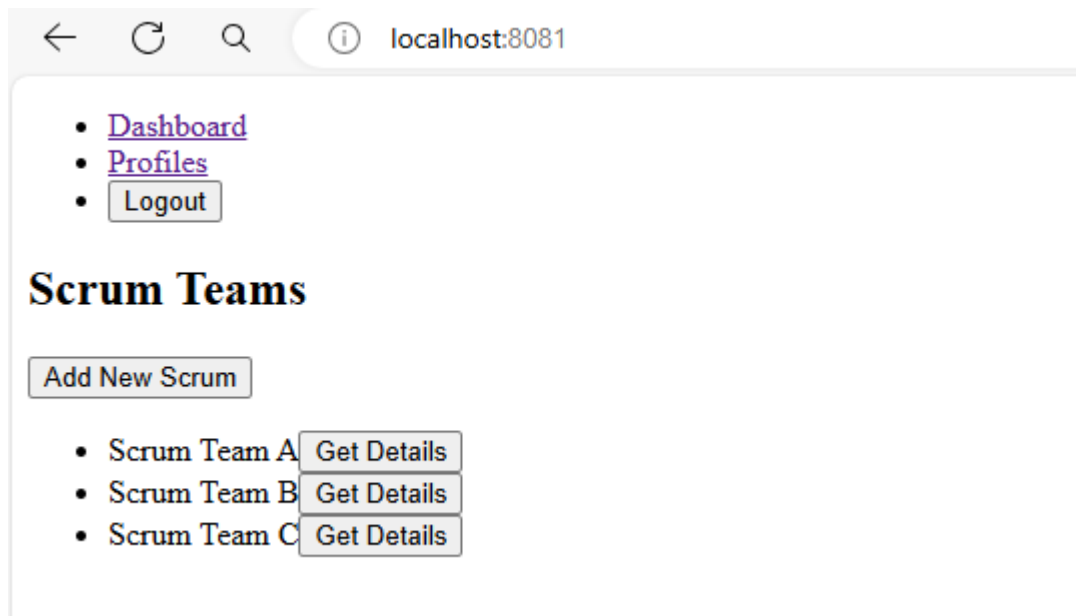 localhost:8081
Dashboard
Profiles
Logout
Scrum Teams
Add New Scrum
Scrum Team A Get Details
Scrum Team B Get Details
Scrum Team C Get Details